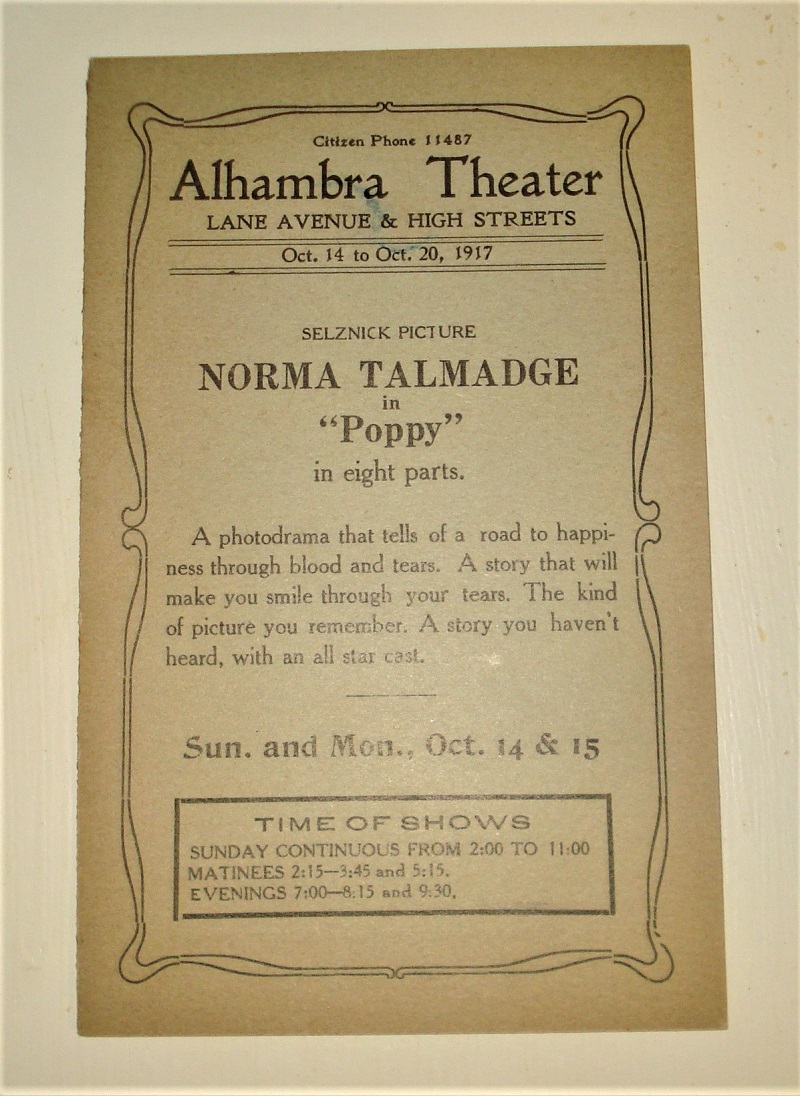 Citizen Phone 11487
Alhambra Theater
LANE AVENUE & HIGH STREETS
Oct. 14 to Oct. 20, 1917
SELZNICK PICTURE
NORMA TALMADGE
in
“Poppy”
in eight parts.
A photodrama that tells of a road to happi-
ness through blood and tears. A story that will
make you smile through your tears. The kind
of picture you remember. A story you haven't
heard, with an all star cast.
Sun. and Mon., Oct. 14 & 15
TIME OF SHOWS
SUNDAY CONTINUOUS FROM 2:00 TO 11:00
MATINEES 2:15—3:45 and 5:15.
EVENINGS 7:00—8:15 and 9:30.